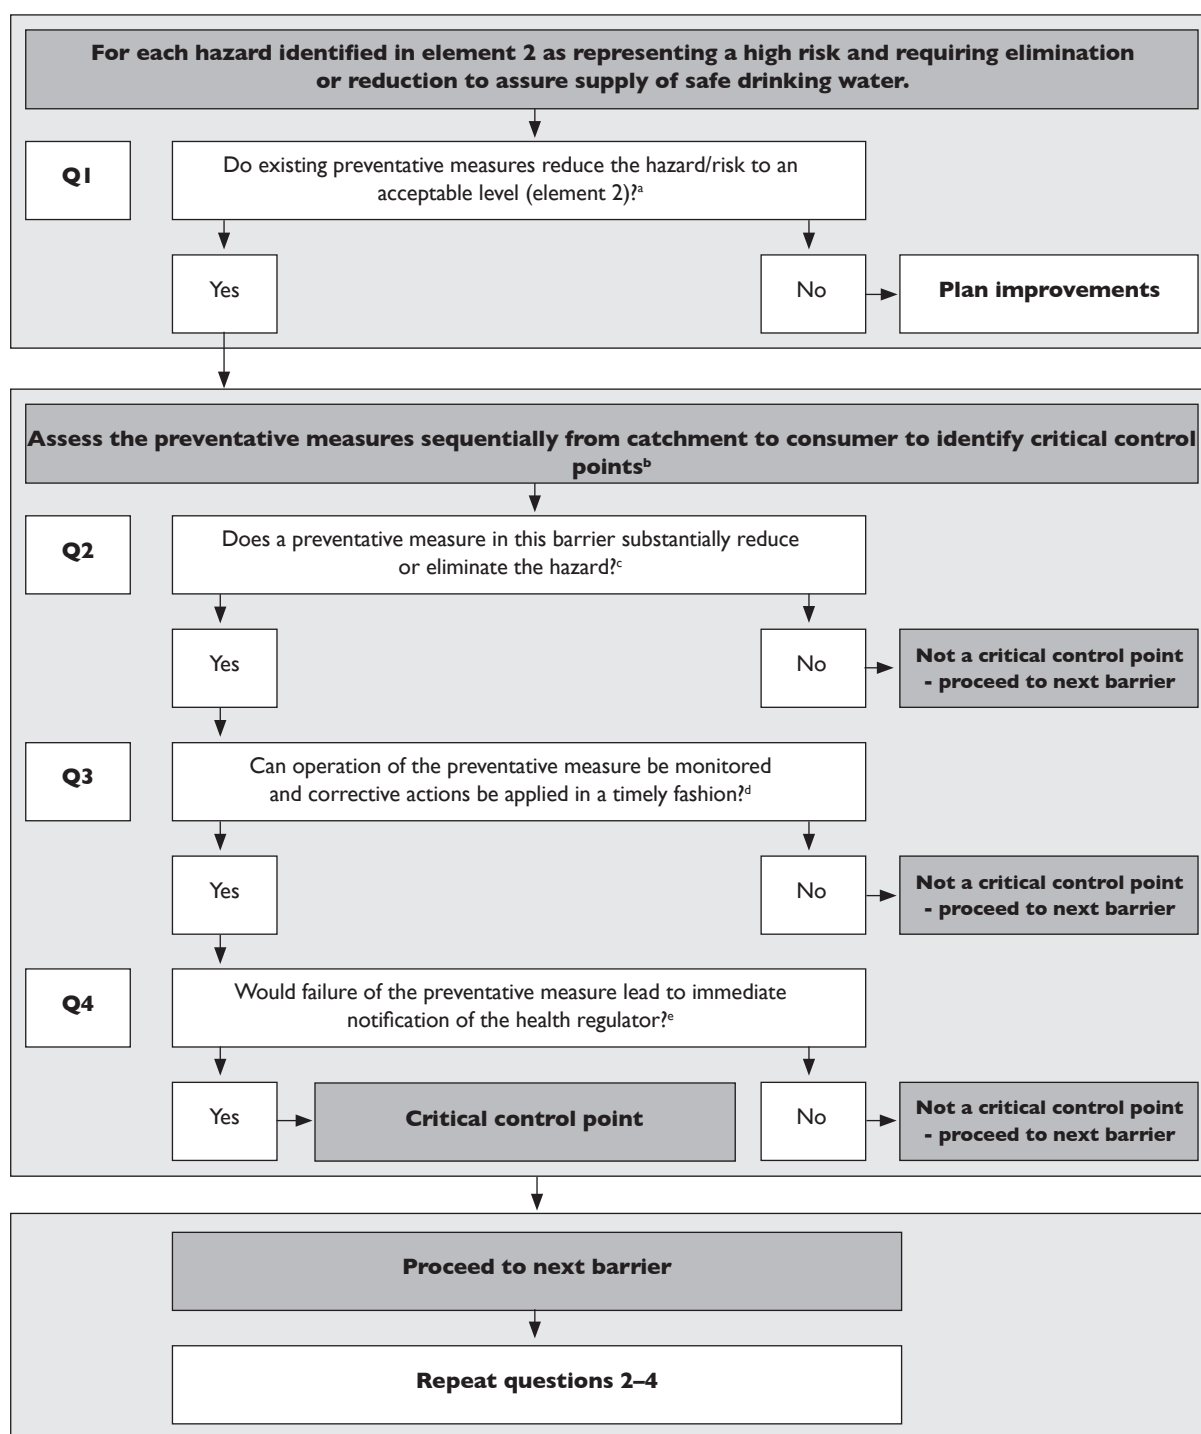 For each hazard identified in element 2 as representing a high risk and requiring elimination
or reduction to assure supply of safe drinking water.
Q1
Do existing preventative measures reduce the hazard/risk to an
acceptable level (element 2)?ᵃ
Yes
No
Plan improvements
Assess the preventative measures sequentially from catchment to consumer to identify critical control
pointsᵇ
Q2
Does a preventative measure in this barrier substantially reduce
or eliminate the hazard?ᶜ
Yes
No
Not a critical control point
- proceed to next barrier
Q3
Can operation of the preventative measure be monitored
and corrective actions be applied in a timely fashion?ᵈ
Yes
No
Not a critical control point
- proceed to next barrier
Q4
Would failure of the preventative measure lead to immediate
notification of the health regulator?ᵉ
Yes
Critical control point
No
Not a critical control point
- proceed to next barrier
Proceed to next barrier
Repeat questions 2–4